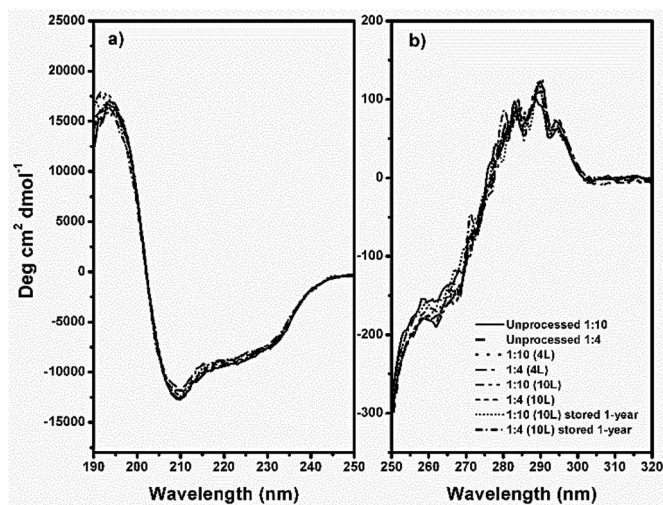 a)
b)
Deg cm² dmol⁻¹
25000
20000
15000
10000
5000
0
-5000
-10000
-15000
190 200 210 220 230 240 250
Wavelength (nm)
200
100
0
-100
-200
-300
250 260 270 280 290 300 310 320
Wavelength (nm)
Unprocessed 1:10
Unprocessed 1:4
1:10 (4L)
1:4 (4L)
1:10 (10L)
1:4 (10L)
1:10 (10L) stored 1-year
1:4 (10L) stored 1-year